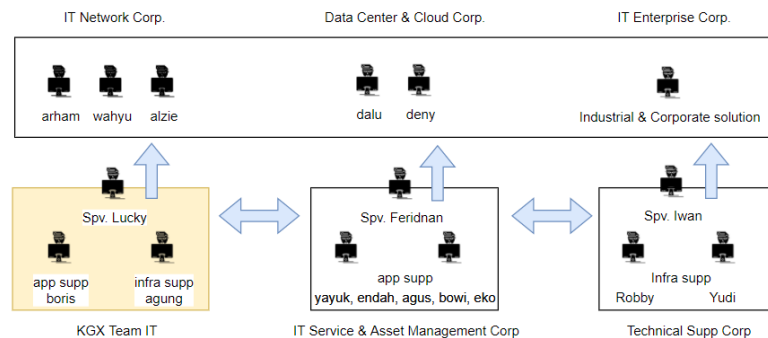 IT Network Corp. Data Center & Cloud Corp. IT Enterprise Corp.
arham wahyu alzie dalu deny Industrial & Corporate solution
Spv. Lucky Spv. Feridnan Spv. Iwan
app supp infra supp app supp Infra supp
boris agung yayuk, endah, agus, bowi, eko Robby Yudi
KGX Team IT IT Service & Asset Management Corp Technical Supp Corp